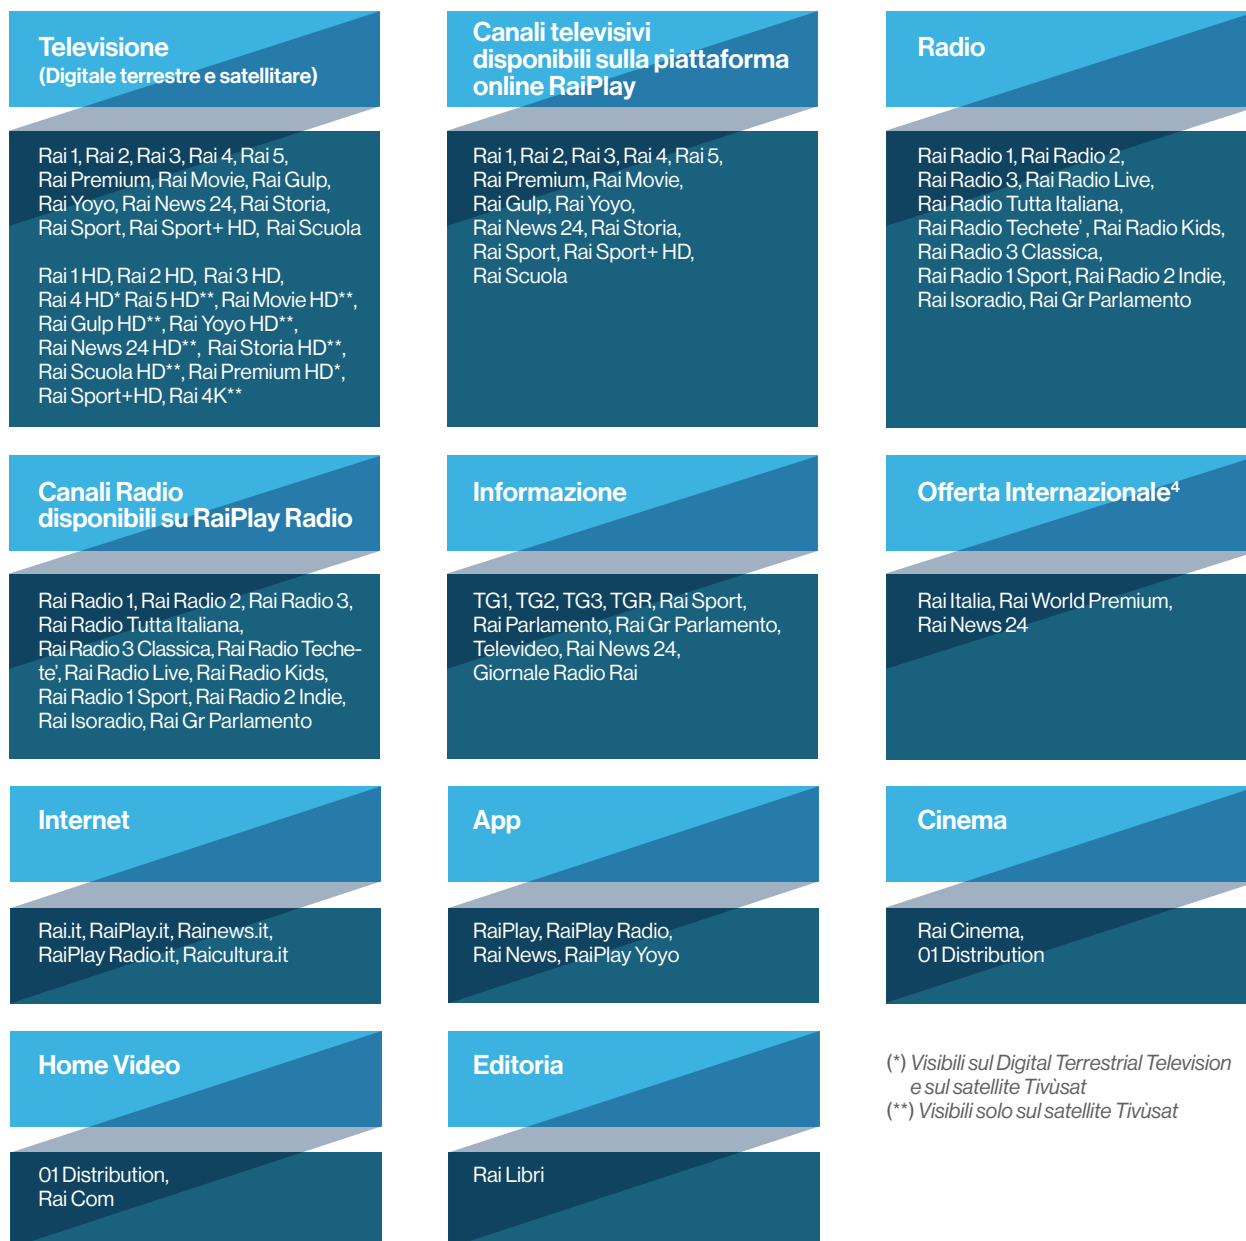 Televisione
(Digitale terrestre e satellitare)
Rai 1, Rai 2, Rai 3, Rai 4, Rai 5,
Rai Premium, Rai Movie, Rai Gulp,
Rai Yoyo, Rai News 24, Rai Storia,
Rai Sport, Rai Sport+ HD, Rai Scuola
Rai 1 HD, Rai 2 HD, Rai 3 HD,
Rai 4 HD* Rai 5 HD**, Rai Movie HD**,
Rai Gulp HD**, Rai Yoyo HD**,
Rai News 24 HD**, Rai Storia HD**,
Rai Scuola HD**, Rai Premium HD*,
Rai Sport+HD, Rai 4K**
Canali televisivi
disponibili sulla piattaforma
online RaiPlay
Rai 1, Rai 2, Rai 3, Rai 4, Rai 5,
Rai Premium, Rai Movie,
Rai Gulp, Rai Yoyo,
Rai News 24, Rai Storia,
Rai Sport, Rai Sport+ HD,
Rai Scuola
Radio
Rai Radio 1, Rai Radio 2,
Rai Radio 3, Rai Radio Live,
Rai Radio Tutta Italiana,
Rai Radio Techete’ , Rai Radio Kids,
Rai Radio 3 Classica,
Rai Radio 1 Sport, Rai Radio 2 Indie,
Rai Isoradio, Rai Gr Parlamento
Canali Radio
disponibili su RaiPlay Radio
Rai Radio 1, Rai Radio 2, Rai Radio 3,
Rai Radio Tutta Italiana,
Rai Radio 3 Classica, Rai Radio Teche-
te’, Rai Radio Live, Rai Radio Kids,
Rai Radio 1 Sport, Rai Radio 2 Indie,
Rai Isoradio, Rai Gr Parlamento
Informazione
TG1, TG2, TG3, TGR, Rai Sport,
Rai Parlamento, Rai Gr Parlamento,
Televideo, Rai News 24,
Giornale Radio Rai
Offerta Internazionale⁴
Rai Italia, Rai World Premium,
Rai News 24
Internet
Rai.it, RaiPlay.it, Rainews.it,
RaiPlay Radio.it, Raicultura.it
App
RaiPlay, RaiPlay Radio,
Rai News, RaiPlay Yoyo
Cinema
Rai Cinema,
01 Distribution
Home Video
01 Distribution,
Rai Com
Editoria
Rai Libri
(*) Visibili sul Digital Terrestrial Television
e sul satellite Tivùsat
(**) Visibili solo sul satellite Tivùsat